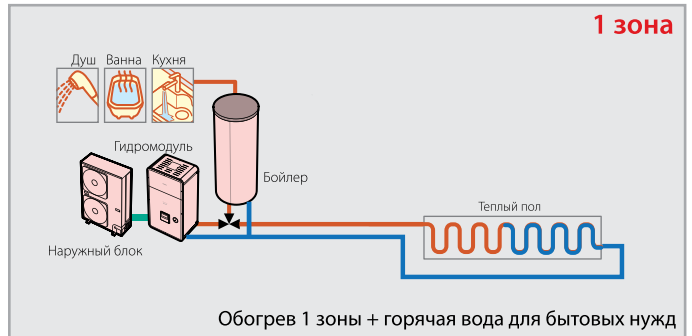 1 зона
Душ Ванна Кухня
Гидромодуль
Бойлер
Теплый пол
Наружный блок
Обогрев 1 зоны + горячая вода для бытовых нужд